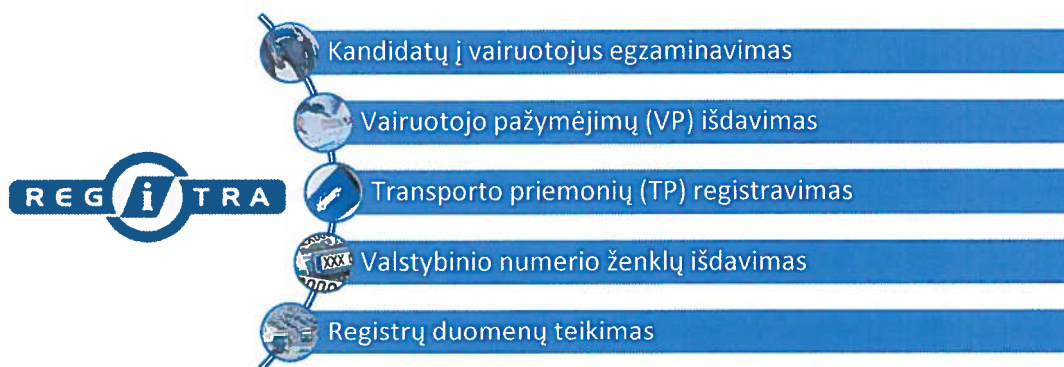 REGITRA
Kandidatų į vairuotojus egzaminavimas
Vairuotojo pažymėjimų (VP) išdavimas
Transporto priemonių (TP) registravimas
XXX
Valstybinio numerio ženklų išdavimas
Registrų duomenų teikimas